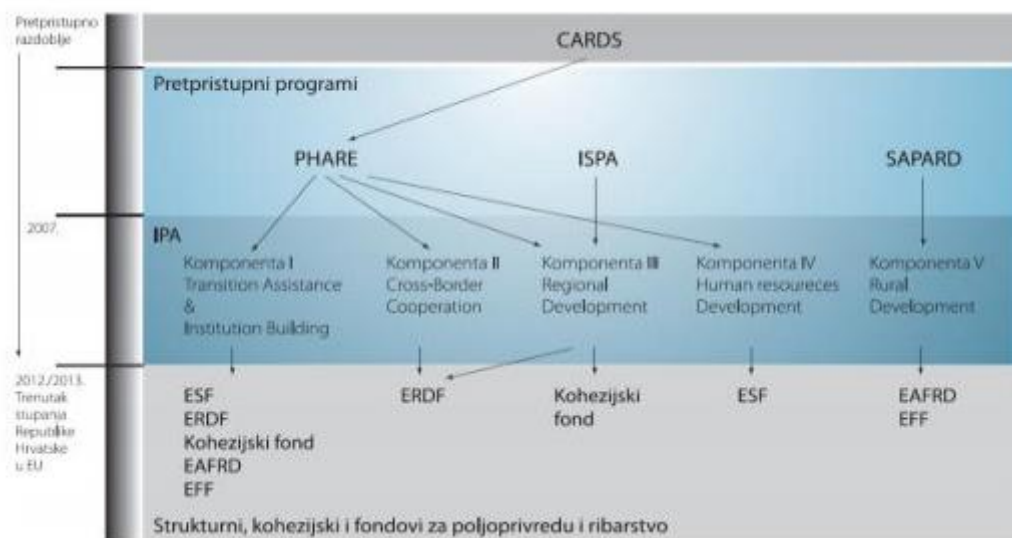 Pretpristupno
razdoblje
CARDS
Pretpristupni programi
PHARE
ISPA
SAPARD
2007.
IPA
Komponenta I
Transition Assistance
&
Institution Building
Komponenta II
Cross-Border
Cooperation
Komponenta III
Regional
Development
Komponenta IV
Human resoureces
Development
Komponenta V
Rural
Development
2012./2013.
Trenutak
stupanja
Republike
Hrvatske
u EU
ESF
ERDF
Kohezijski fond
EAFRD
EFF
ERDF
Kohezijski
fond
ESF
EAFRD
EFF
Strukturni, kohezijski i fondovi za poljoprivredu i ribarstvo